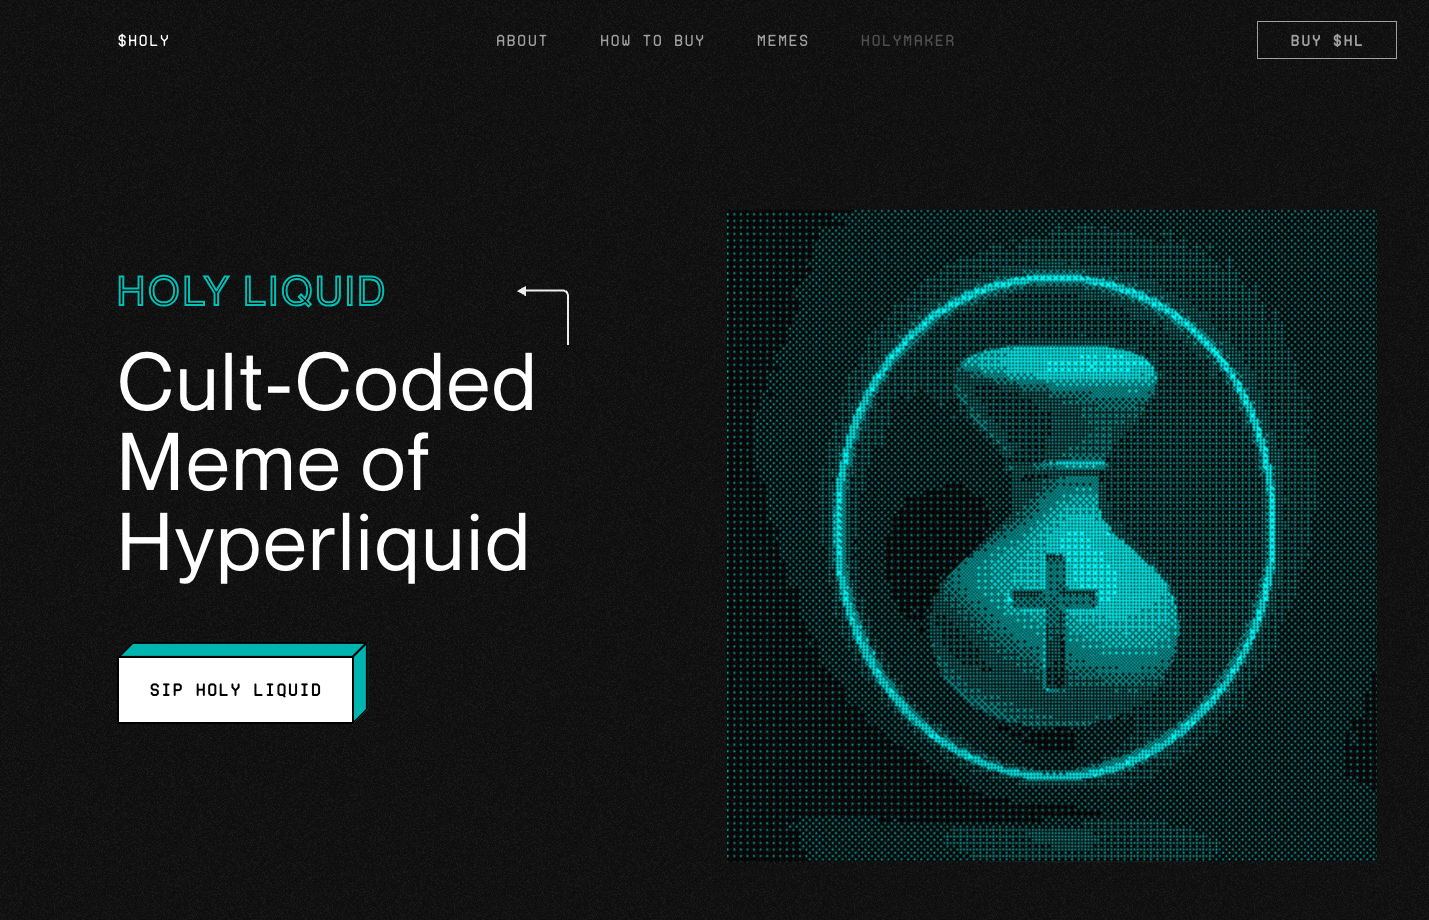 $HOLY
ABOUT
HOW TO BUY
MEMES
HOLYMAKER
BUY $HL
HOLY LIQUID
Cult-Coded
Meme of
Hyperliquid
SIP HOLY LIQUID